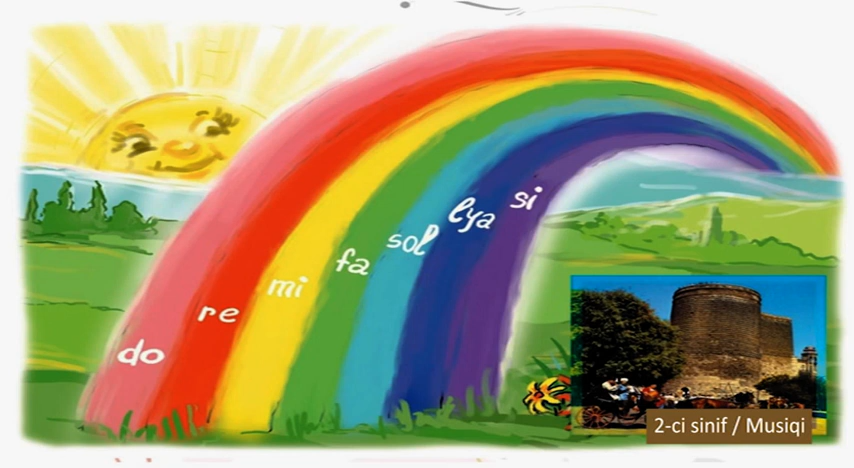 do
re
mi
fa
sol
lya
si
2-ci sinif / Musiqi